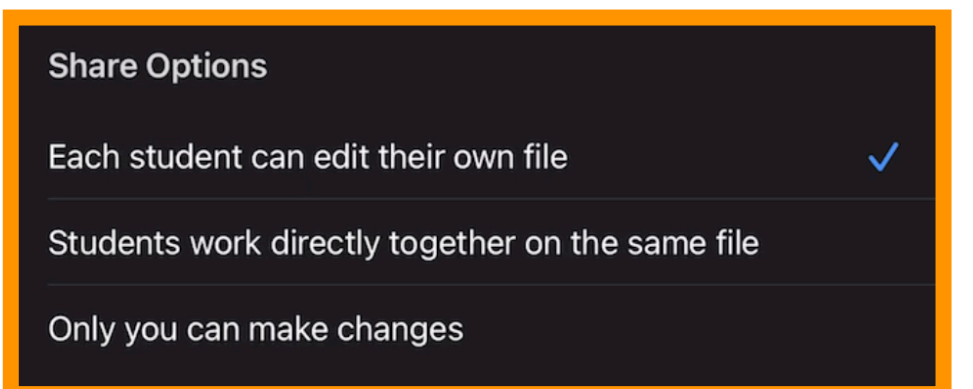 Share Options
Each student can edit their own file
Students work directly together on the same file
Only you can make changes